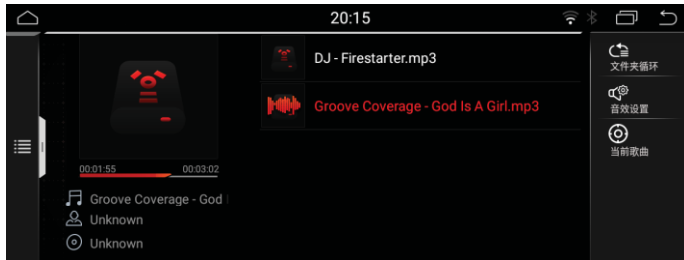 20:15
DJ - Firestarter.mp3
Groove Coverage - God Is A Girl.mp3
00:01:55 00:03:02
Groove Coverage - God
Unknown
Unknown
文件夹循环
音效设置
当前歌曲